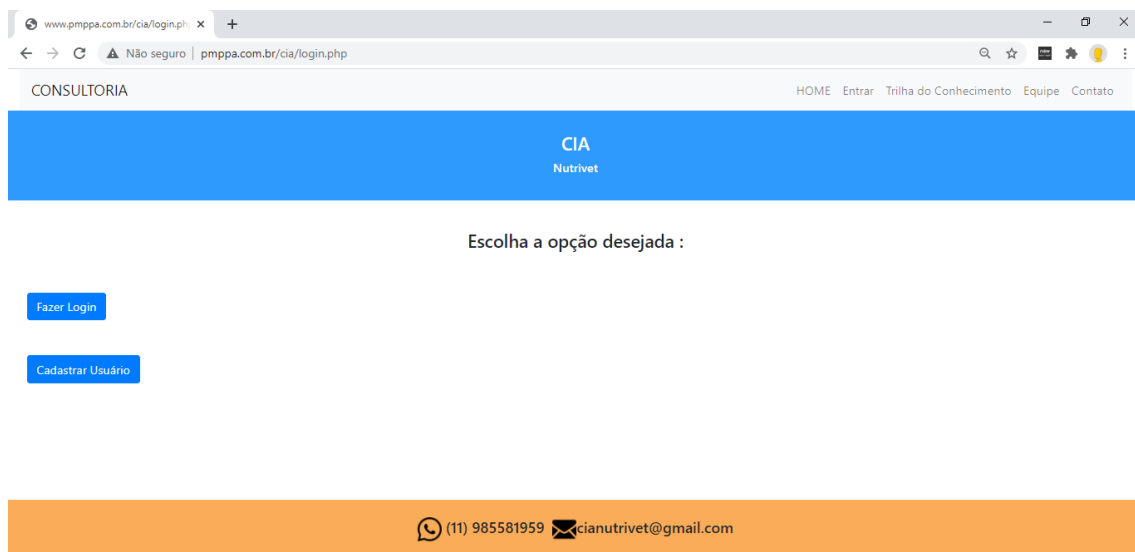 www.pmppa.com.br/cia/login.ph
Não seguro | pmppa.com.br/cia/login.php
CONSULTORIA
HOME Entrar Trilha do Conhecimento Equipe Contato
CIA
Nutrivet
Escolha a opção desejada :
Fazer Login
Cadastrar Usuário
(11) 985581959 cianutrivet@gmail.com